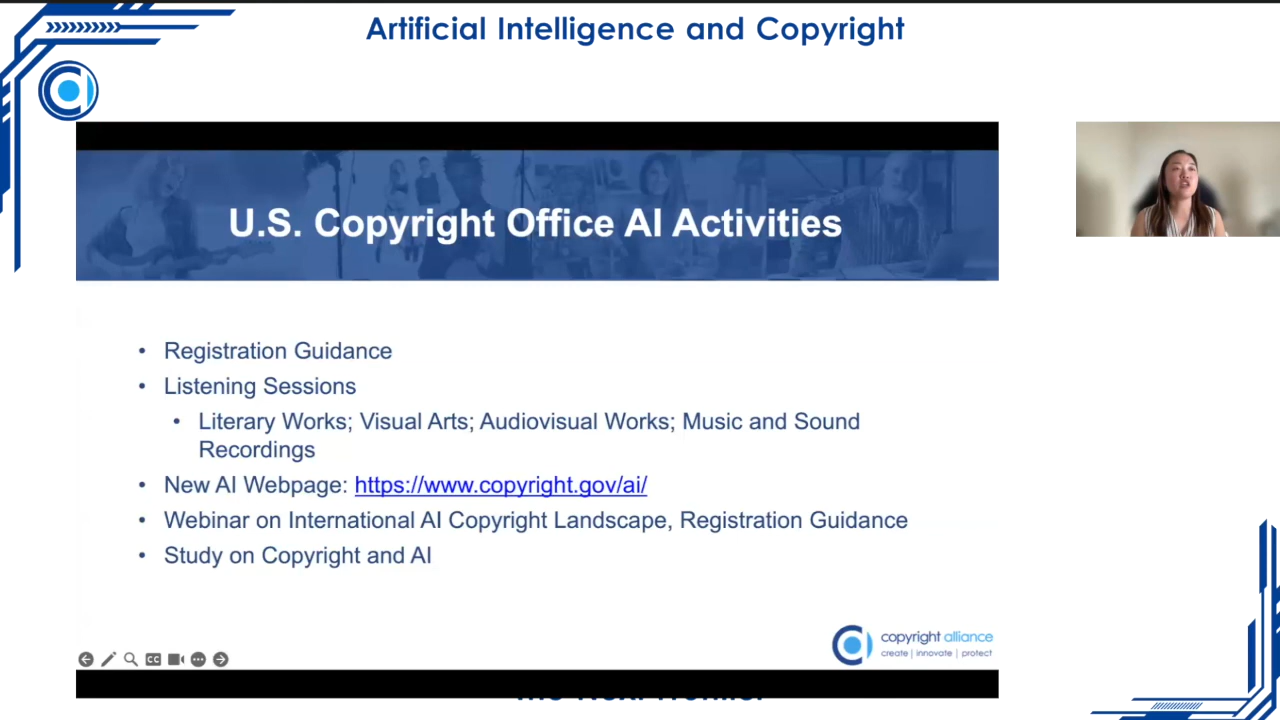 Artificial Intelligence and Copyright
U.S. Copyright Office AI Activities
• Registration Guidance
• Listening Sessions
• Literary Works; Visual Arts; Audiovisual Works; Music and Sound
Recordings
• New AI Webpage: https://www.copyright.gov/ai/
• Webinar on International AI Copyright Landscape, Registration Guidance
• Study on Copyright and AI
copyright alliance
create | innovate | protect
CC